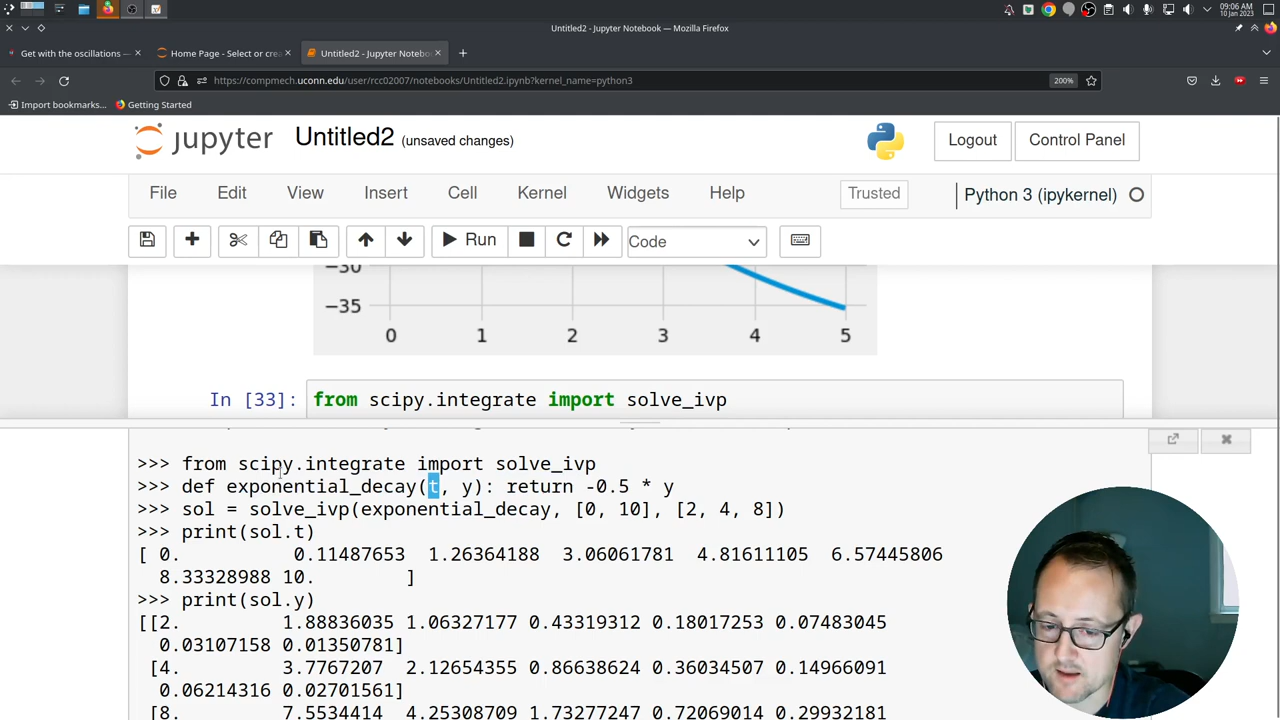 09:06 AM
10 Jan 2023
Untitled2 - Jupyter Notebook — Mozilla Firefox
Get with the oscillations —
Home Page - Select or crea
Untitled2 - Jupyter Notebo
https://compmech.uconn.edu/user/rcc02007/notebooks/Untitled2.ipynb?kernel_name=python3
200%
Import bookmarks...
Getting Started
jupyter
Untitled2 (unsaved changes)
Logout
Control Panel
File Edit View Insert Cell Kernel Widgets Help
Trusted
Python 3 (ipykernel)
Run
Code
−30
−35
0 1 2 3 4 5
In [33]: from scipy.integrate import solve_ivp
>>> from scipy.integrate import solve_ivp
>>> def exponential_decay(t, y): return -0.5 * y
>>> sol = solve_ivp(exponential_decay, [0, 10], [2, 4, 8])
>>> print(sol.t)
[ 0. 0.11487653 1.26364188 3.06061781 4.81611105 6.57445806
8.33328988 10. ]
>>> print(sol.y)
[[2. 1.88836035 1.06327177 0.43319312 0.18017253 0.07483045
0.03107158 0.01350781]
[4. 3.7767207 2.12654355 0.86638624 0.36034507 0.14966091
0.06214316 0.02701561]
[8. 7.5534414 4.25308709 1.73277247 0.72069014 0.29932181